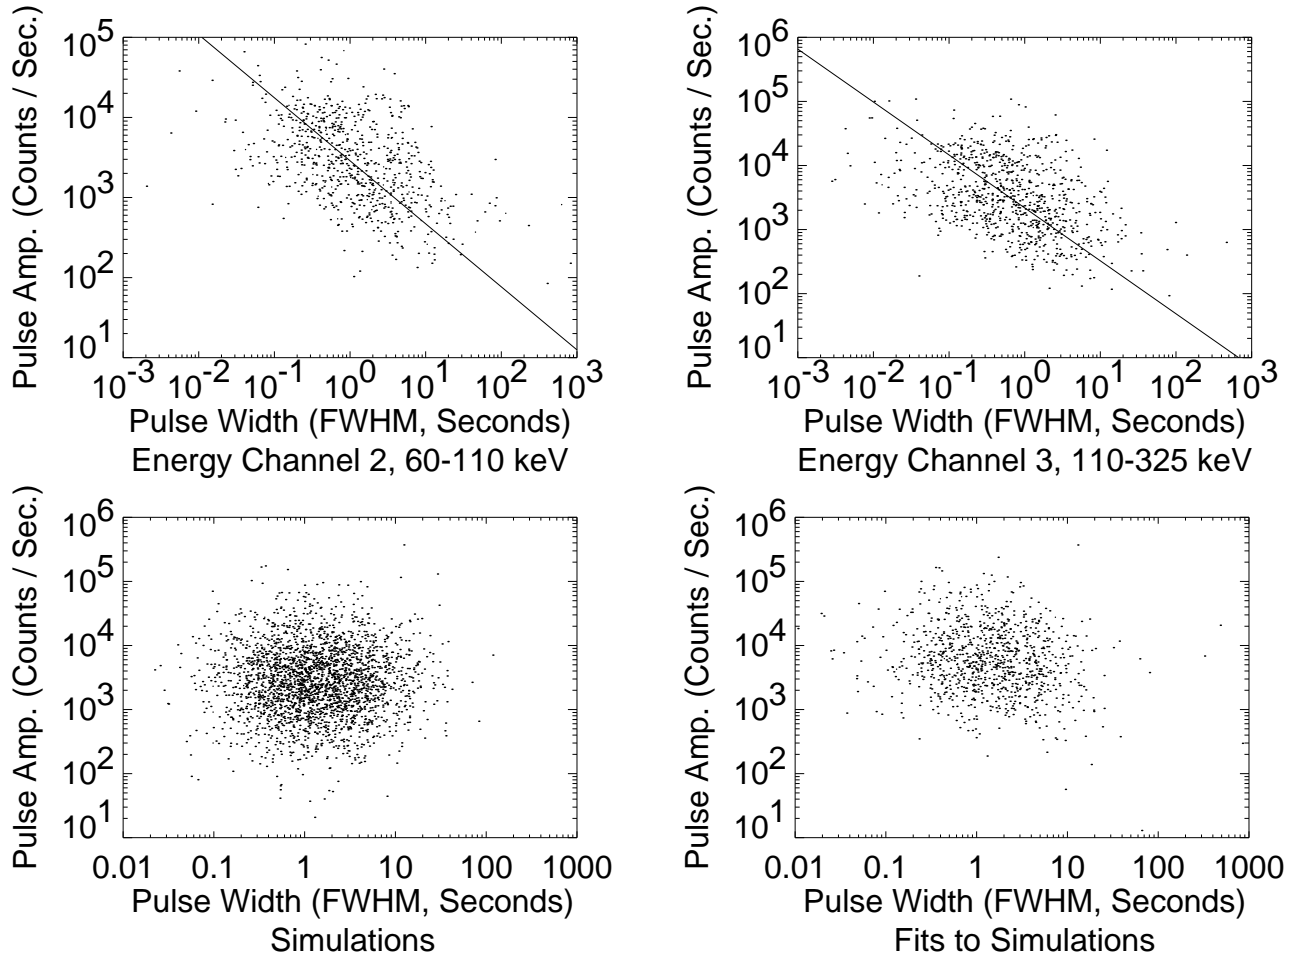 Pulse Amp. (Counts / Sec.)
10^5
10^4
10^3
10^2
10^1
10^-3 10^-2 10^-1 10^0 10^1 10^2 10^3
Pulse Width (FWHM, Seconds)
Energy Channel 2, 60-110 keV
Pulse Amp. (Counts / Sec.)
10^6
10^5
10^4
10^3
10^2
10^1
10^-3 10^-2 10^-1 10^0 10^1 10^2 10^3
Pulse Width (FWHM, Seconds)
Energy Channel 3, 110-325 keV
Pulse Amp. (Counts / Sec.)
10^6
10^5
10^4
10^3
10^2
10^1
0.01 0.1 1 10 100 1000
Pulse Width (FWHM, Seconds)
Simulations
Pulse Amp. (Counts / Sec.)
10^6
10^5
10^4
10^3
10^2
10^1
0.01 0.1 1 10 100 1000
Pulse Width (FWHM, Seconds)
Fits to Simulations